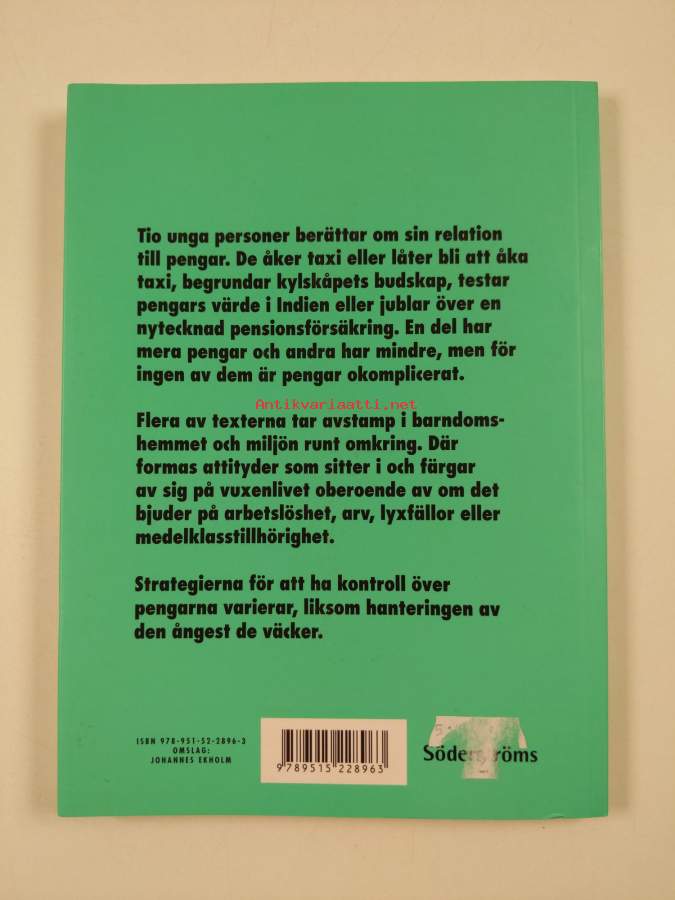 Tio unga personer berättar om sin relation
till pengar. De åker taxi eller låter bli att åka
taxi, begrundar kylskåpets budskap, testar
pengars värde i Indien eller jublar över en
nytecknad pensionsförsäkring. En del har
mera pengar och andra har mindre, men för
ingen av dem är pengar okomplicerat.
Antikvariaatti.net
Flera av texterna tar avstamp i barndoms-
hemmet och miljön runt omkring. Där
formas attityder som sitter i och färgar
av sig på vuxenlivet oberoende av om det
bjuder på arbetslöshet, arv, lyxfällor eller
medelklasstillhörighet.
Strategierna för att ha kontroll över
pengarna varierar, liksom hanteringen av
den ångest de väcker.
ISBN 978-951-52-2896-3
OMSLAG:
JOHANNES EKHOLM
9 789515 228963
Söderströms